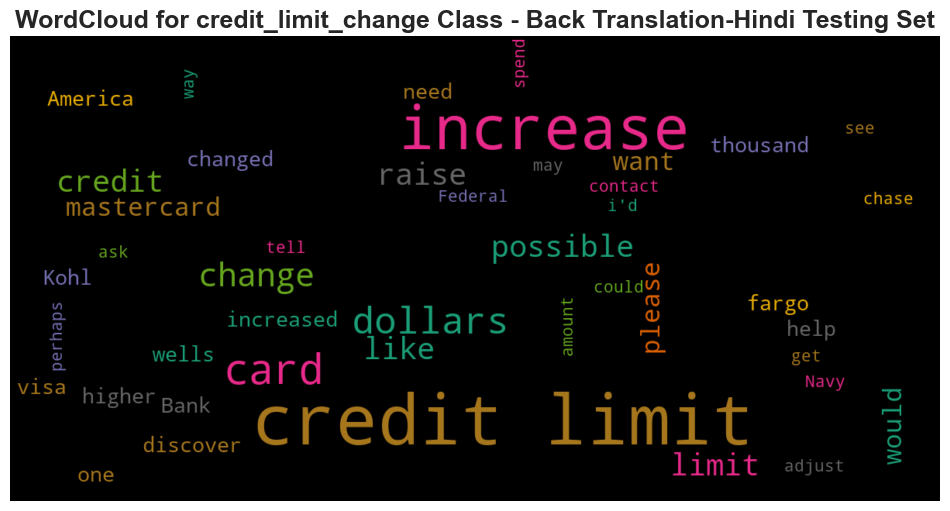 WordCloud for credit_limit_change Class - Back Translation-Hindi Testing Set
spend
way
America
need
increase
see
thousand
changed
want
may
raise
credit
contact
Federal
chase
mastercard
i'd
tell
possible
ask
change
Kohl
could
please
fargo
perhaps
increased
dollars
amount
help
like
wells
get
card
Navy
visa
higher
Bank
credit limit
would
discover
limit
adjust
one